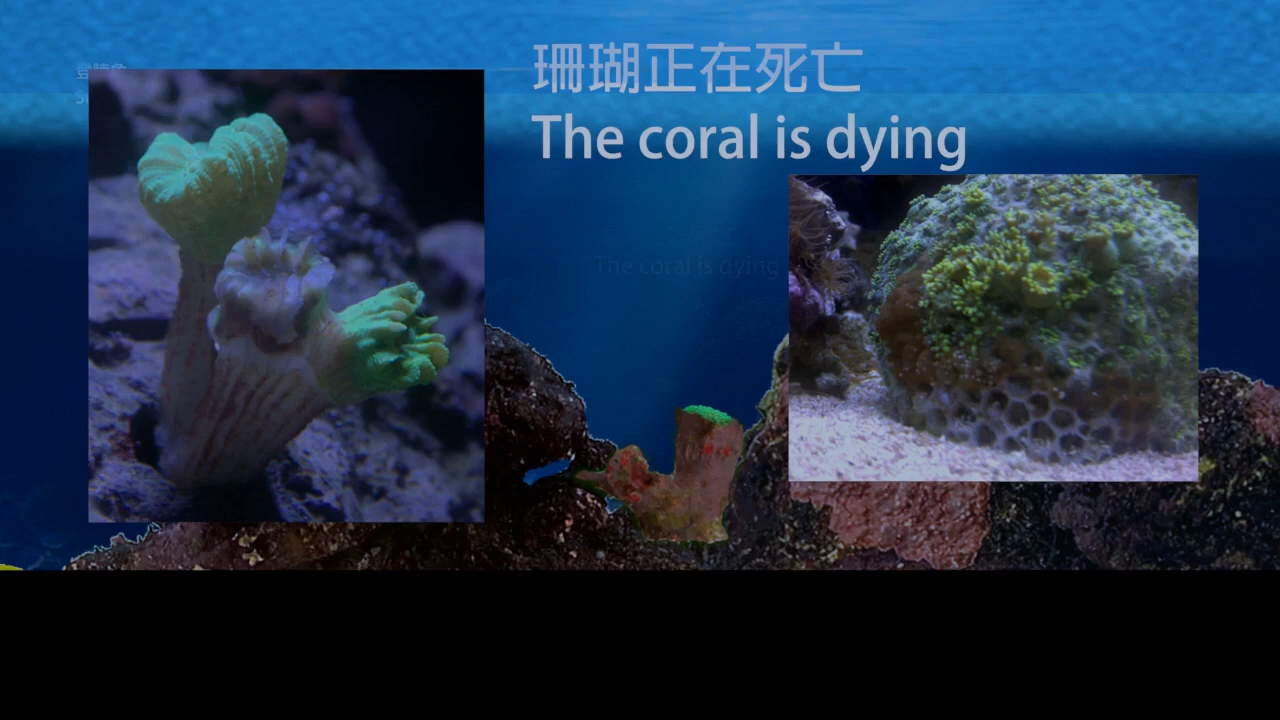 珊瑚正在死亡
The coral is dying
The coral is dying